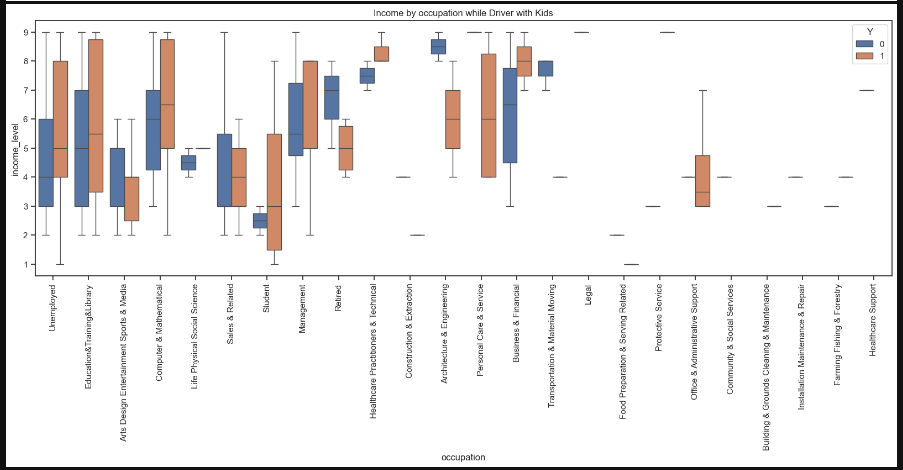 Income by occupation while Driver with Kids
Y
0
1
9
8
7
6
5
4
3
2
1
income_level
Unemployed
Education&Training&Library
Arts Design Entertainment Sports & Media
Computer & Mathematical
Life Physical Social Science
Sales & Related
Student
Management
Retired
Healthcare Practitioners & Technical
Construction & Extraction
Architecture & Engineering
Personal Care & Service
Business & Financial
Transportation & Material Moving
Legal
Food Preparation & Serving Related
Protective Service
Office & Administrative Support
Community & Social Services
Building & Grounds Cleaning & Maintenance
Installation Maintenance & Repair
Farming Fishing & Forestry
Healthcare Support
occupation